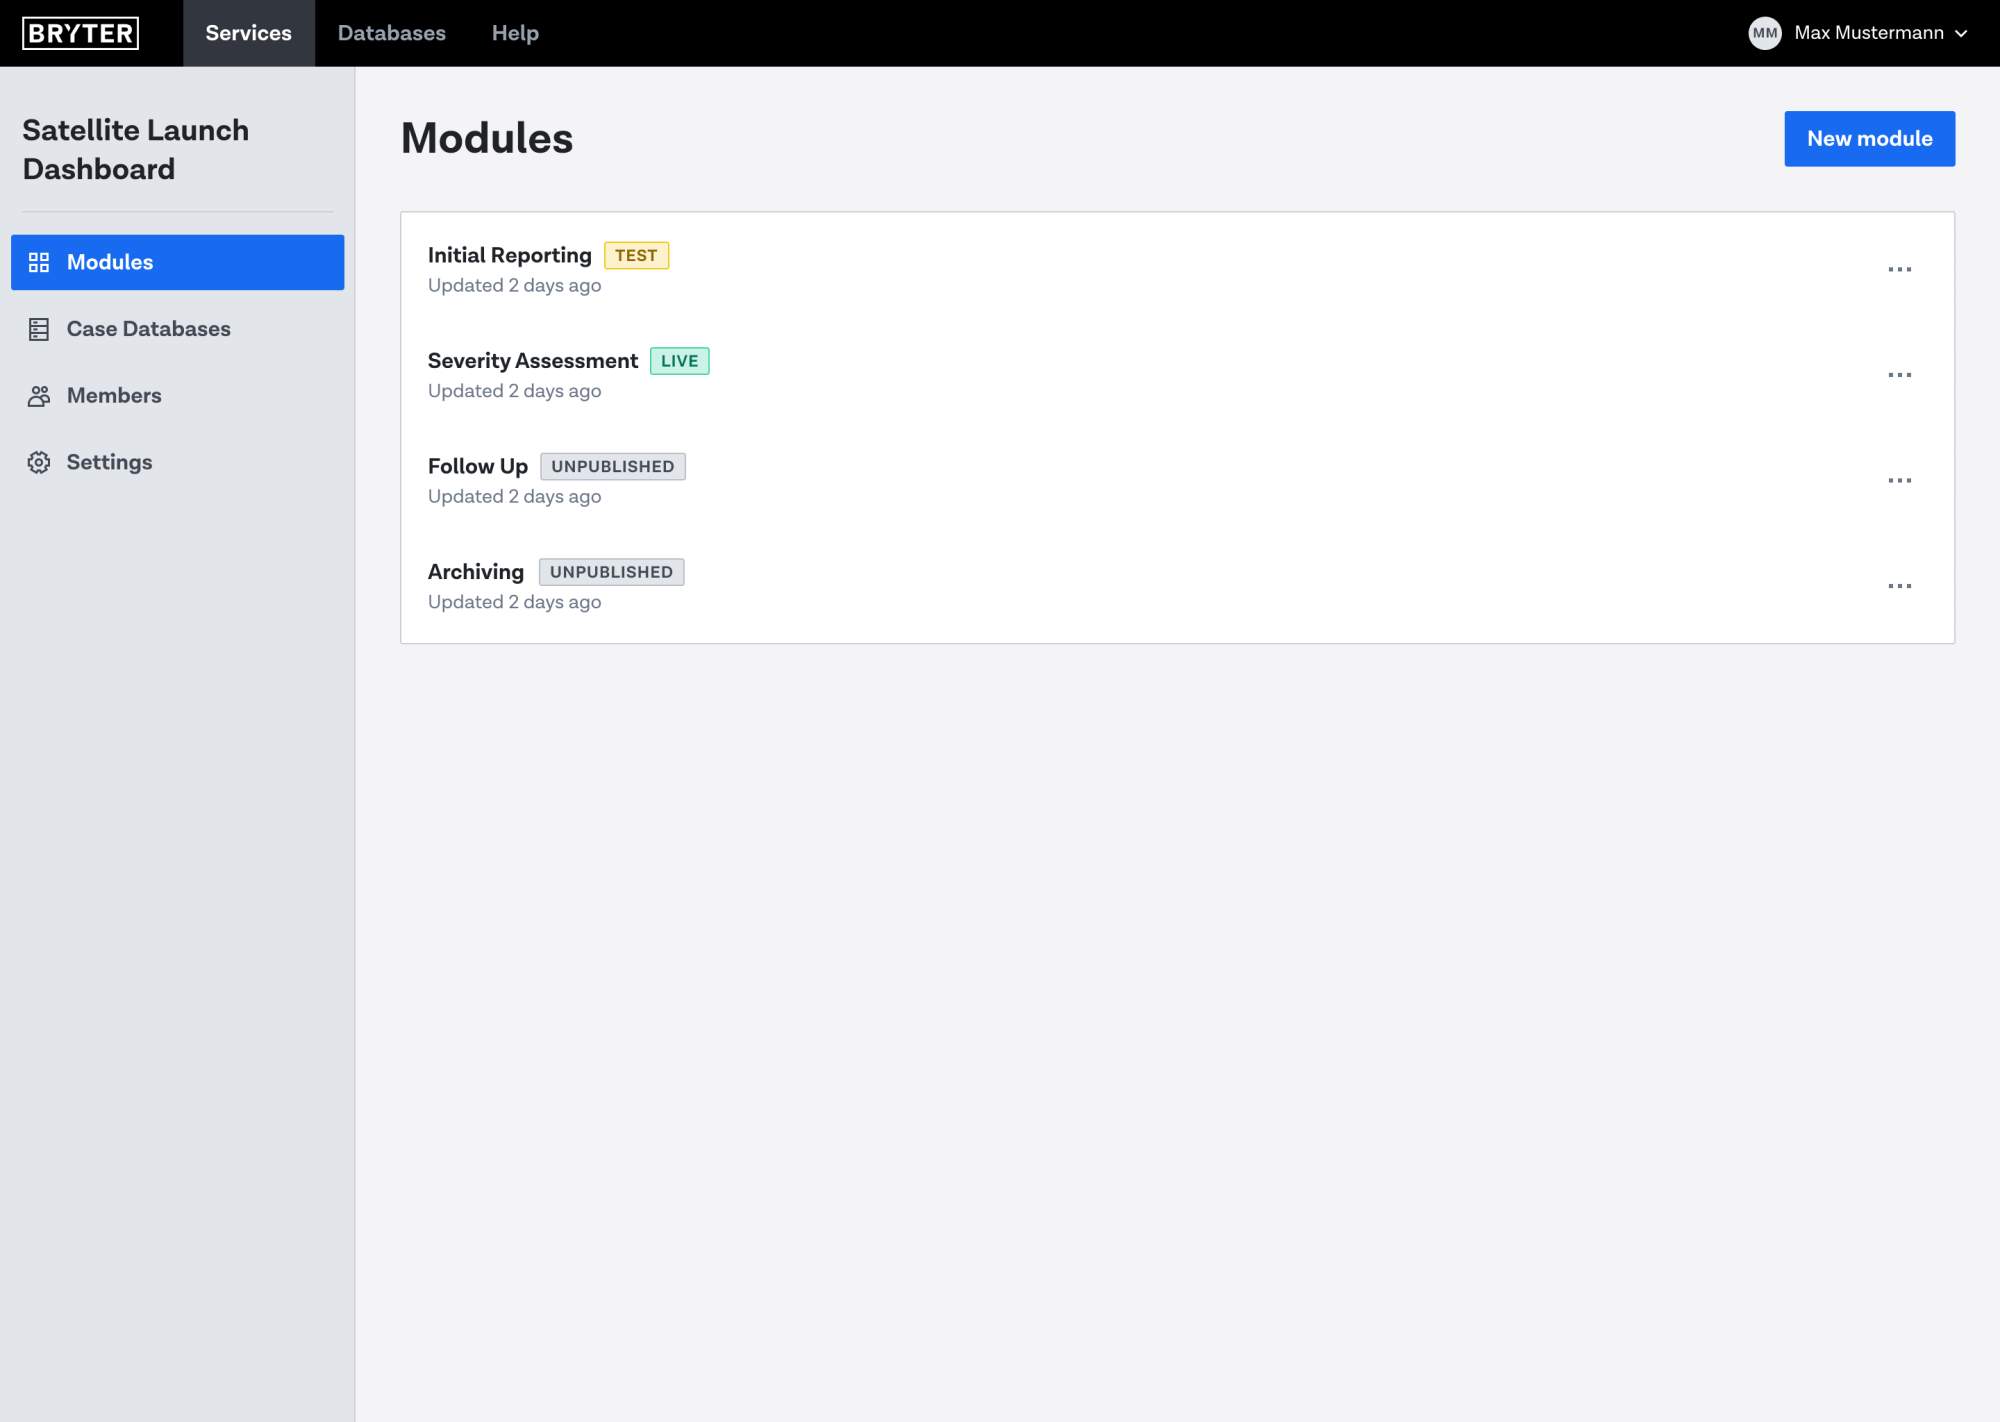 BRYTER
Services
Databases
Help
MM
Max Mustermann
Satellite Launch
Dashboard
Modules
Case Databases
Members
Settings
Modules
New module
Initial Reporting TEST
Updated 2 days ago
Severity Assessment LIVE
Updated 2 days ago
Follow Up UNPUBLISHED
Updated 2 days ago
Archiving UNPUBLISHED
Updated 2 days ago